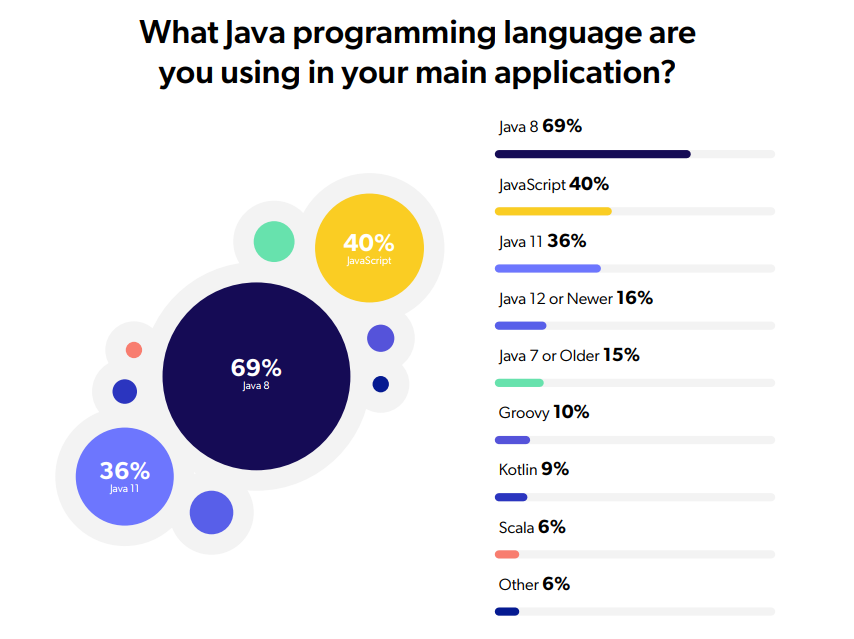 What Java programming language are
you using in your main application?
40%
JavaScript
69%
Java 8
36%
Java 11
Java 8 69%
JavaScript 40%
Java 11 36%
Java 12 or Newer 16%
Java 7 or Older 15%
Groovy 10%
Kotlin 9%
Scala 6%
Other 6%